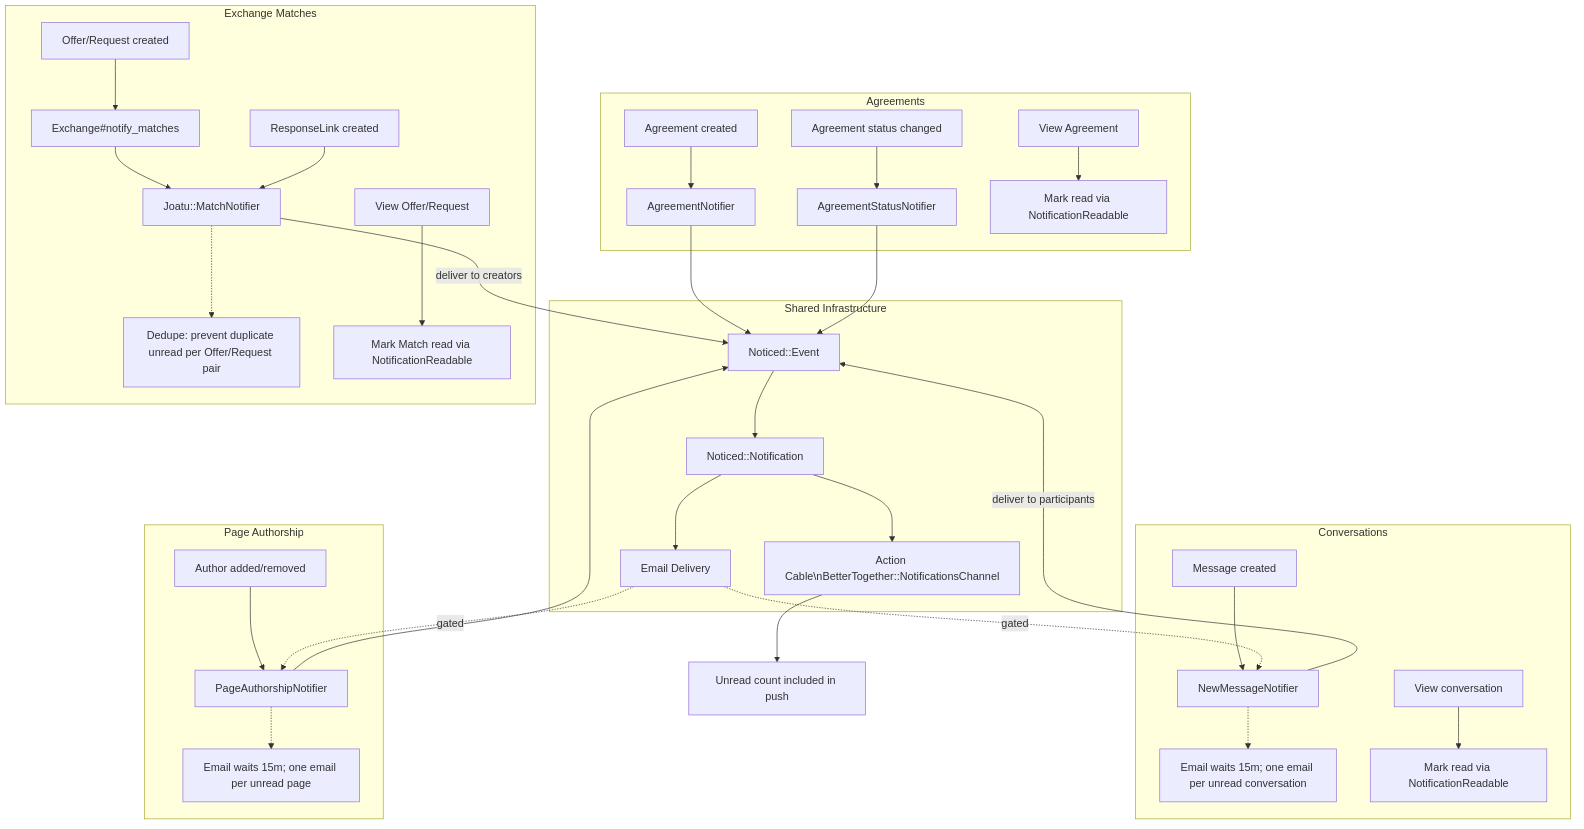 Exchange Matches
Offer/Request created
Exchange#notify_matches
ResponseLink created
Joatu::MatchNotifier
View Offer/Request
deliver to creators
Dedupe: prevent duplicate
unread per Offer/Request
pair
Mark Match read via
NotificationReadable
Agreements
Agreement created
Agreement status changed
View Agreement
AgreementNotifier
AgreementStatusNotifier
Mark read via
NotificationReadable
Shared Infrastructure
Noticed::Event
Noticed::Notification
deliver to participants
Email Delivery
Action
Cable\nBetterTogether::NotificationsChannel
gated
gated
Unread count included in
push
Page Authorship
Author added/removed
PageAuthorshipNotifier
Email waits 15m; one email
per unread page
Conversations
Message created
NewMessageNotifier
View conversation
Email waits 15m; one email
per unread conversation
Mark read via
NotificationReadable